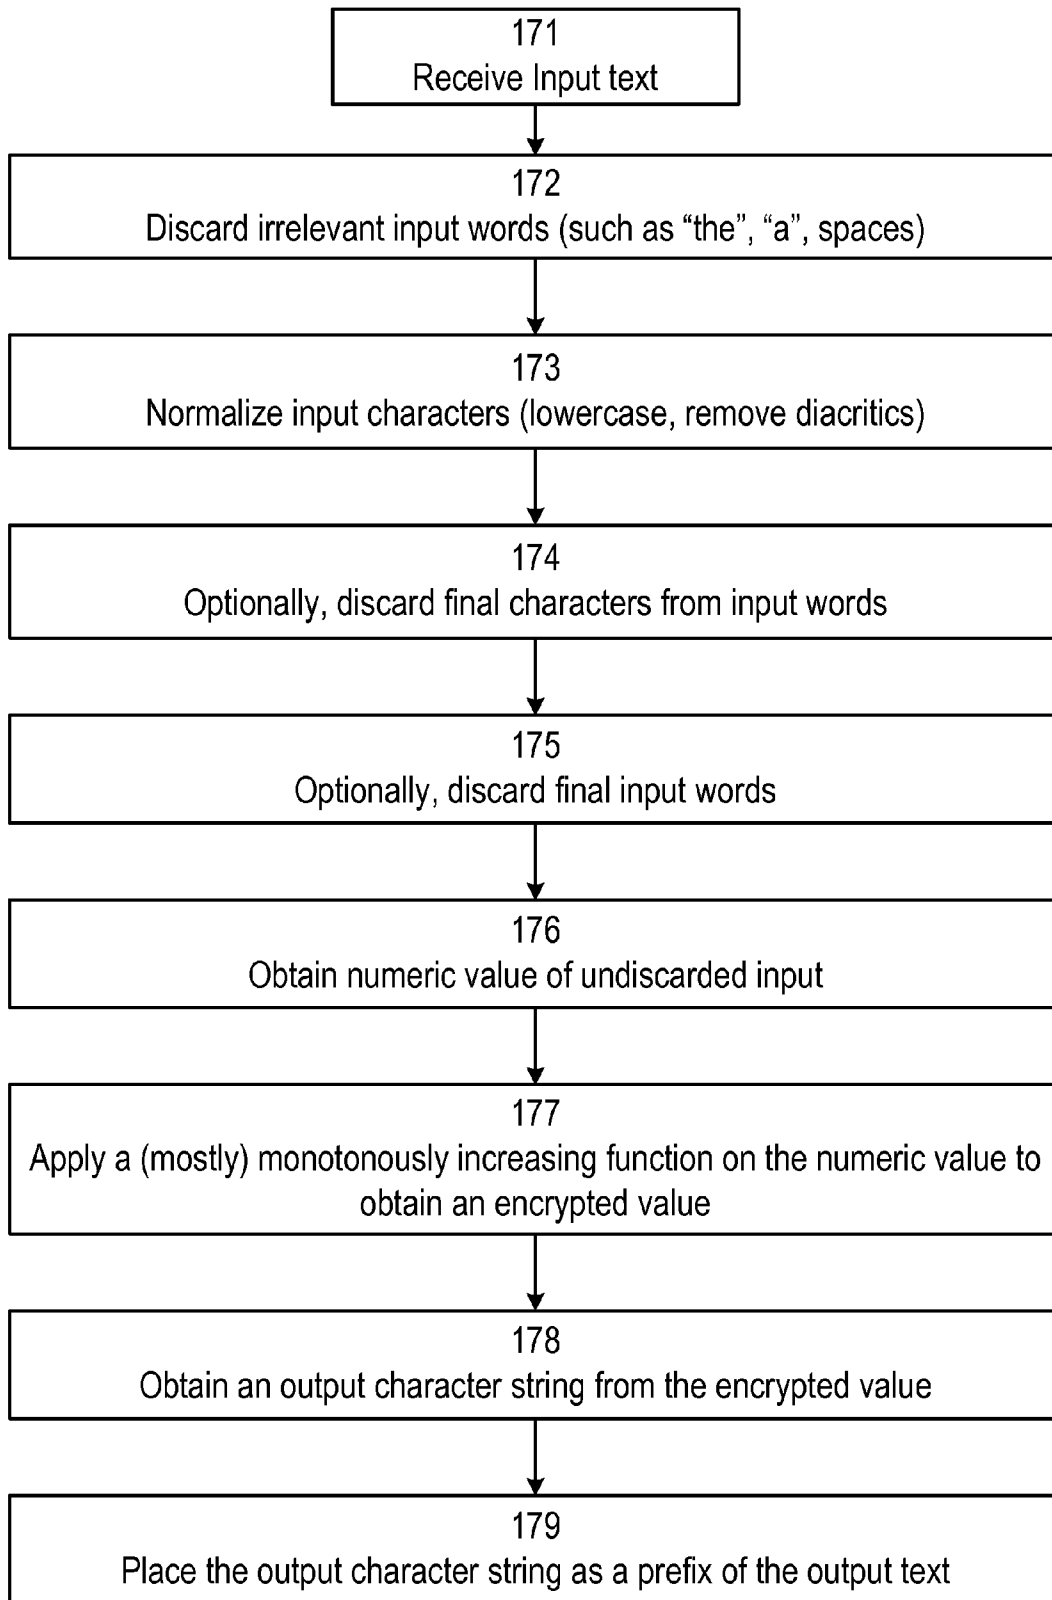 171
Receive Input text
172
Discard irrelevant input words (such as “the”, “a”, spaces)
173
Normalize input characters (lowercase, remove diacritics)
174
Optionally, discard final characters from input words
175
Optionally, discard final input words
176
Obtain numeric value of undiscarded input
177
Apply a (mostly) monotonously increasing function on the numeric value to
obtain an encrypted value
178
Obtain an output character string from the encrypted value
179
Place the output character string as a prefix of the output text